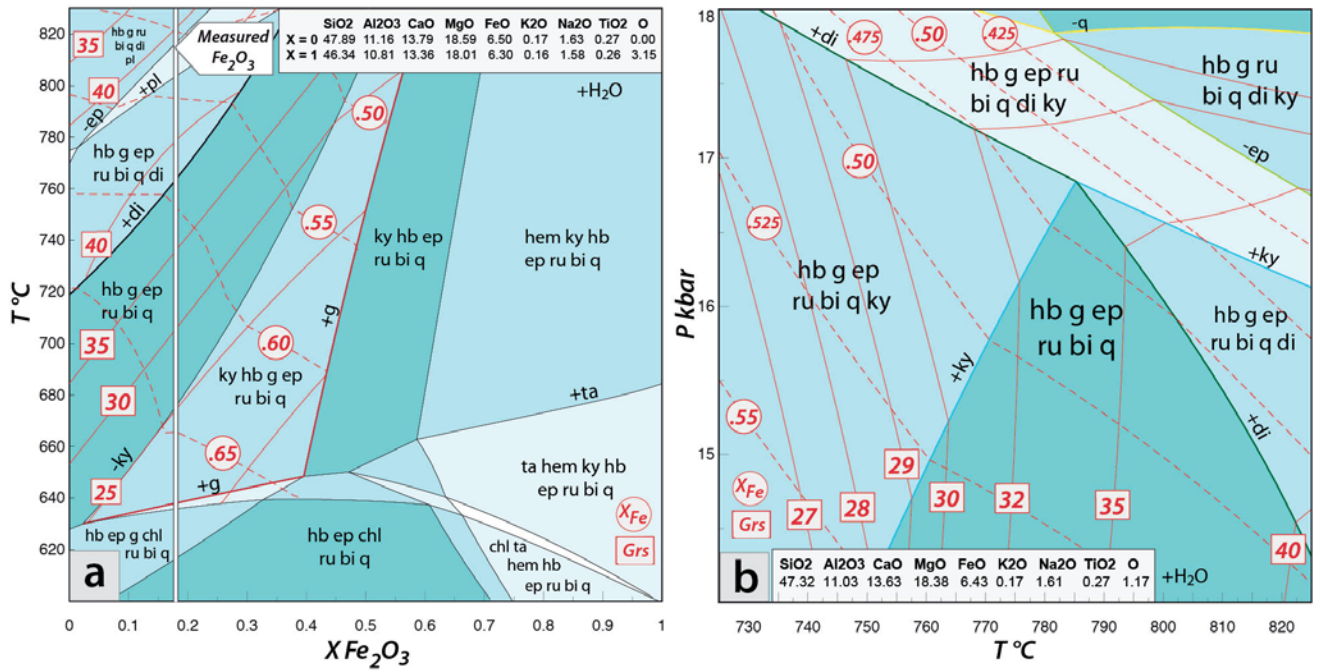 SiO2 Al2O3 CaO MgO FeO K2O Na2O TiO2 O
X = 0 47.89 11.16 13.79 18.59 6.50 0.17 1.63 0.27 0.00
X = 1 46.34 10.81 13.36 18.01 6.30 0.16 1.58 0.26 3.15
Measured
Fe2O3
820
800
780
760
740
720
700
680
660
640
620
T °C
35
hb g ru
bi q di
pl
40
+pl
-ep
hb g ep
ru bi q di
+di
40
hb g ep
ru bi q
35
30
-ky
25
+g
hb ep g chl
ru bi q
.50
.55
.60
.65
ky hb g ep
ru bi q
+g
ky hb ep
ru bi q
+H2O
hem ky hb
ep ru bi q
+ta
ta hem ky hb
ep ru bi q
XFe
Grs
hb ep chl
ru bi q
chl ta
hem hb
ep ru bi q
a
0 0.1 0.2 0.3 0.4 0.5 0.6 0.7 0.8 0.9 1
X Fe2O3
18
17
16
15
P kbar
+di
.475
.50
.425
-q
hb g ep ru
bi q di ky
hb g ru
bi q di ky
-ep
.50
.525
hb g ep
ru bi q ky
+ky
hb g ep
ru bi q
+ky
hb g ep
ru bi q di
+di
.55
XFe
Grs
27
28
29
30
32
35
40
b
SiO2 Al2O3 CaO MgO FeO K2O Na2O TiO2 O
47.32 11.03 13.63 18.38 6.43 0.17 1.61 0.27 1.17
+H2O
730 740 750 760 770 780 790 800 810 820
T °C